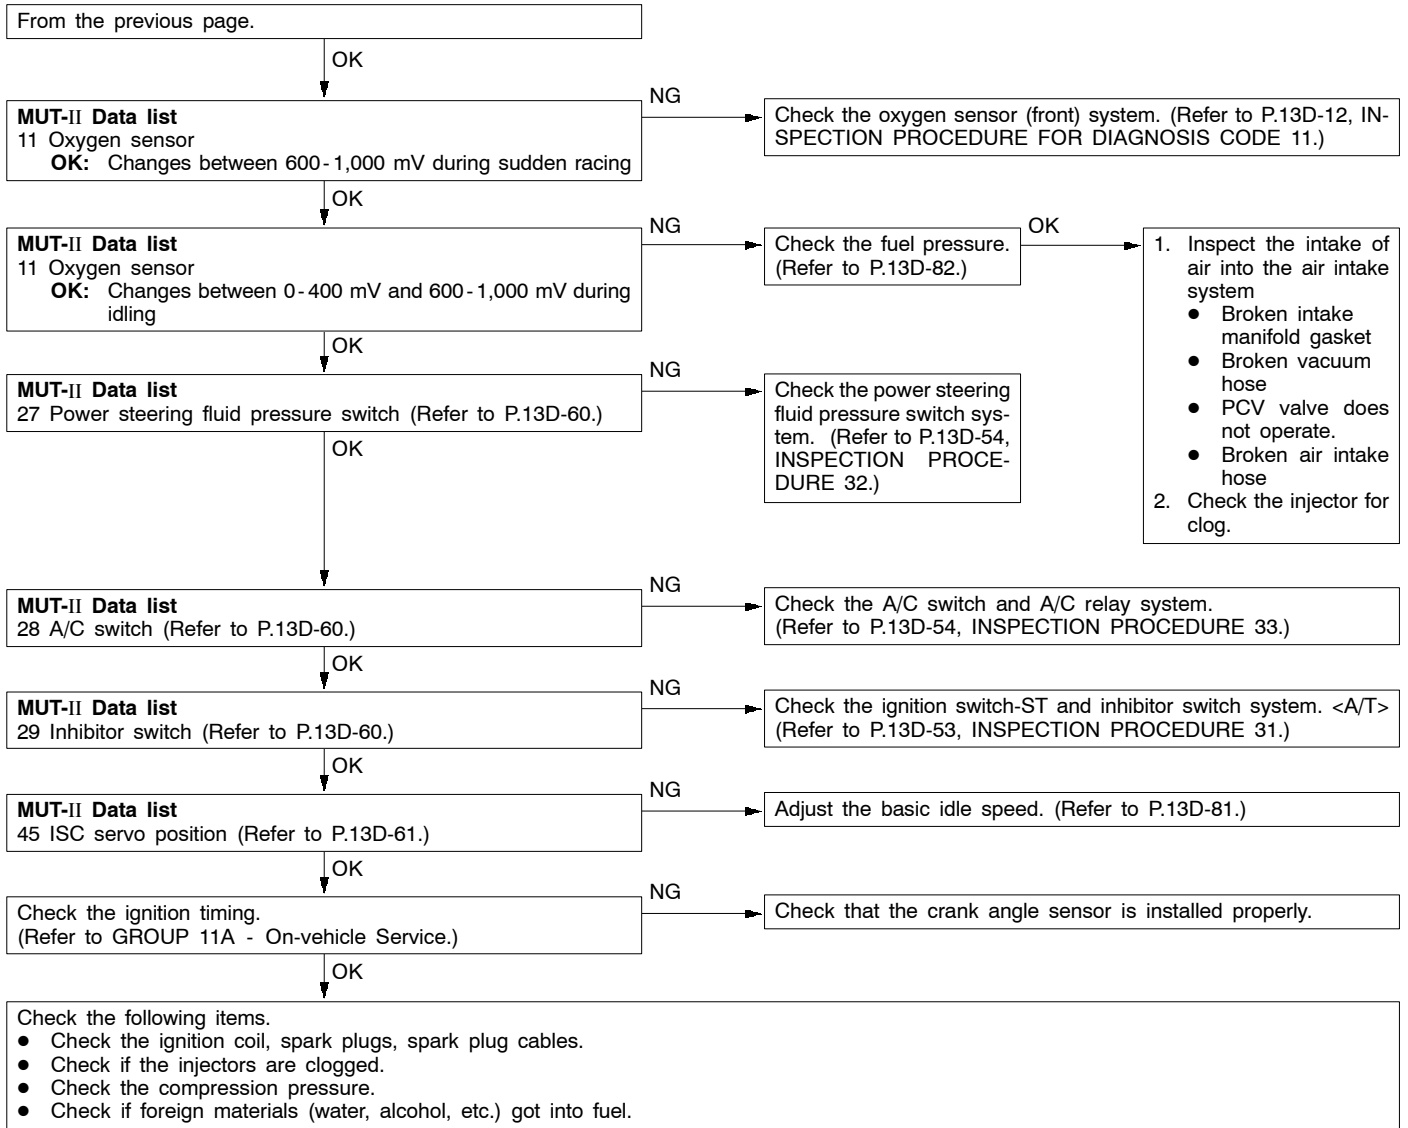 From the previous page.
OK
MUT-II Data list
11 Oxygen sensor
OK: Changes between 600-1,000 mV during sudden racing
NG
Check the oxygen sensor (front) system. (Refer to P.13D-12, IN-
SPECTION PROCEDURE FOR DIAGNOSIS CODE 11.)
OK
MUT-II Data list
11 Oxygen sensor
OK: Changes between 0-400 mV and 600-1,000 mV during
idling
NG
Check the fuel pressure.
(Refer to P.13D-82.)
OK
1. Inspect the intake of
air into the air intake
system
● Broken intake
manifold gasket
● Broken vacuum
hose
● PCV valve does
not operate.
● Broken air intake
hose
2. Check the injector for
clog.
OK
MUT-II Data list
27 Power steering fluid pressure switch (Refer to P.13D-60.)
NG
Check the power steering
fluid pressure switch sys-
tem. (Refer to P.13D-54,
INSPECTION PROCE-
DURE 32.)
OK
MUT-II Data list
28 A/C switch (Refer to P.13D-60.)
NG
Check the A/C switch and A/C relay system.
(Refer to P.13D-54, INSPECTION PROCEDURE 33.)
OK
MUT-II Data list
29 Inhibitor switch (Refer to P.13D-60.)
NG
Check the ignition switch-ST and inhibitor switch system. <A/T>
(Refer to P.13D-53, INSPECTION PROCEDURE 31.)
OK
MUT-II Data list
45 ISC servo position (Refer to P.13D-61.)
NG
Adjust the basic idle speed. (Refer to P.13D-81.)
OK
Check the ignition timing.
(Refer to GROUP 11A - On-vehicle Service.)
NG
Check that the crank angle sensor is installed properly.
OK
Check the following items.
● Check the ignition coil, spark plugs, spark plug cables.
● Check if the injectors are clogged.
● Check the compression pressure.
● Check if foreign materials (water, alcohol, etc.) got into fuel.